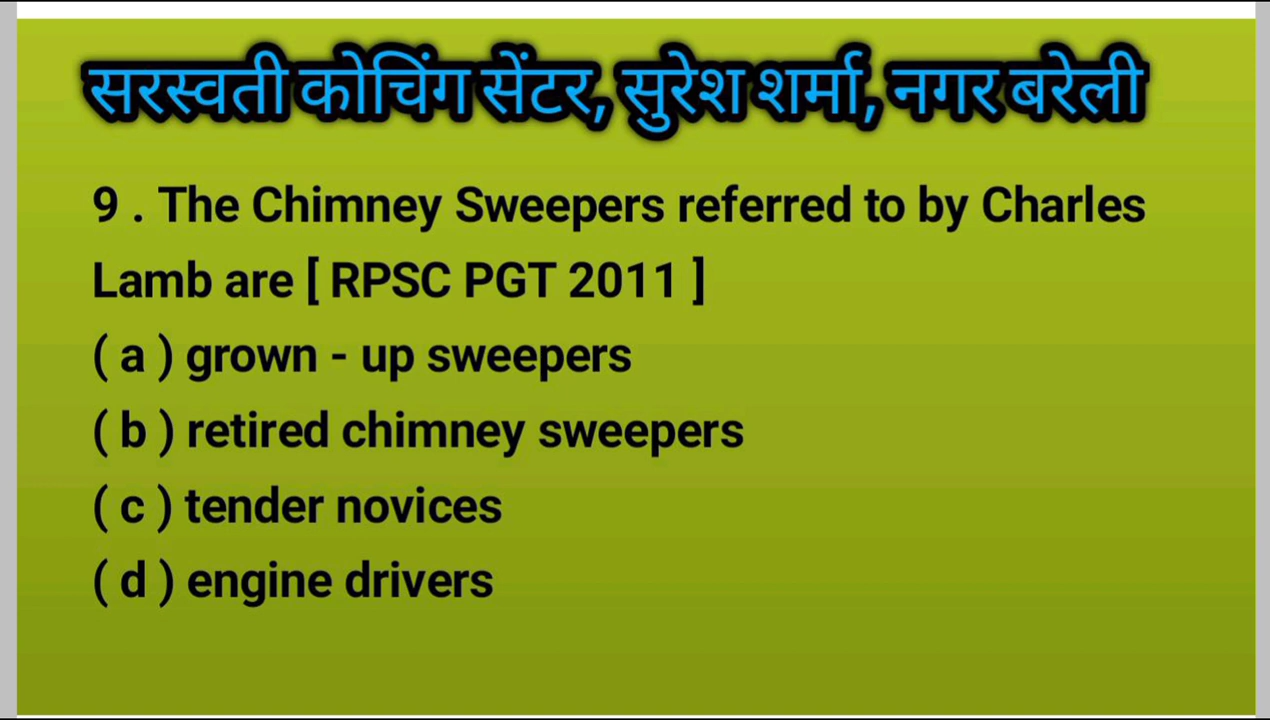 सरस्वती कोचिंग सेंटर, सुरेश शर्मा, नगर बरेली
9 . The Chimney Sweepers referred to by Charles
Lamb are [ RPSC PGT 2011 ]
( a ) grown - up sweepers
( b ) retired chimney sweepers
( c ) tender novices
( d ) engine drivers